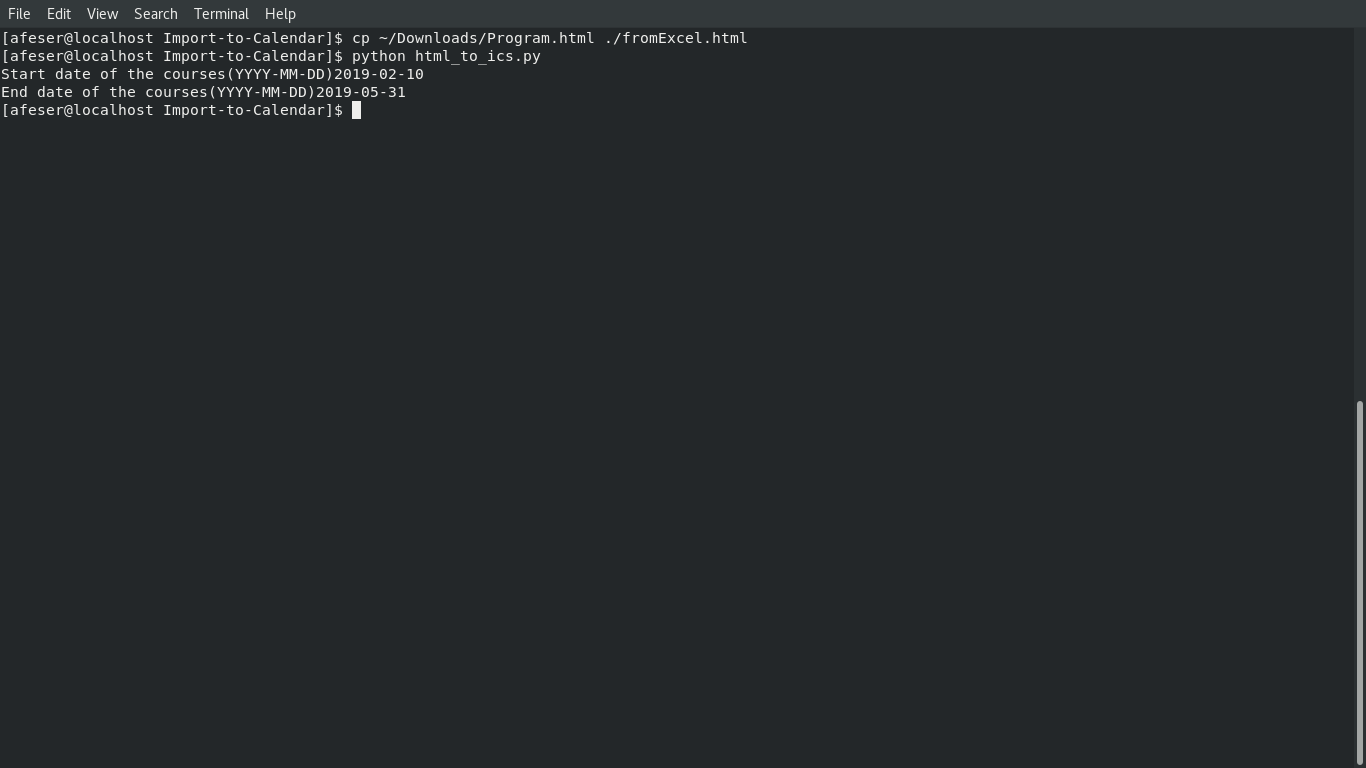 File Edit View Search Terminal Help
[afeser@localhost Import-to-Calendar]$ cp ~/Downloads/Program.html ./fromExcel.html
[afeser@localhost Import-to-Calendar]$ python html_to_ics.py
Start date of the courses(YYYY-MM-DD)2019-02-10
End date of the courses(YYYY-MM-DD)2019-05-31
[afeser@localhost Import-to-Calendar]$